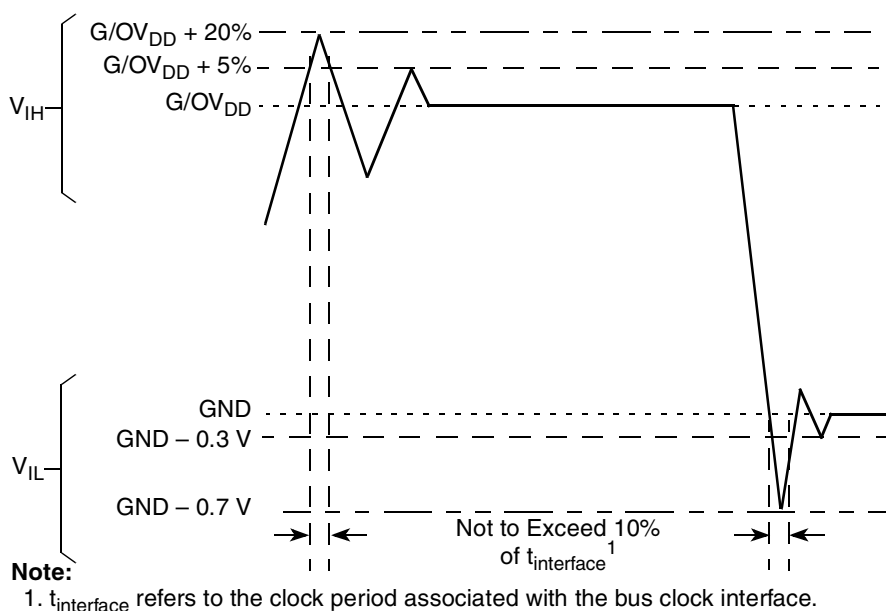 G/OV_DD + 20%
G/OV_DD + 5%
G/OV_DD
V_IH
GND
GND – 0.3 V
V_IL
GND – 0.7 V
Not to Exceed 10%
of t_interface^1
Note:
1. t_interface refers to the clock period associated with the bus clock interface.